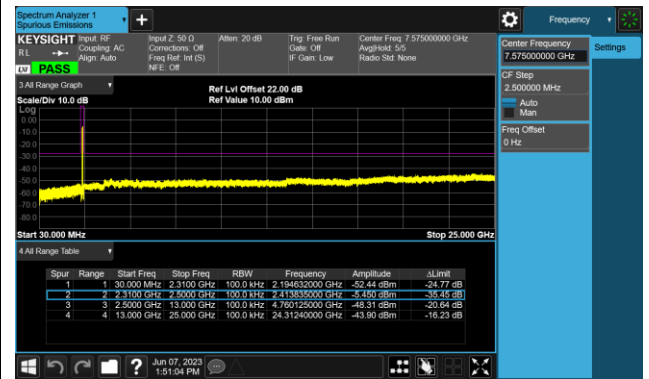 Spectrum Analyzer 1
Spurious Emissions
Frequency
KEYSIGHT
RL
Input: RF
Coupling: AC
Align: Auto
Input Z: 50 Ω
Corrections: Off
Freq Ref: Int (S)
NFE: Off
Atten: 20 dB
Trig: Free Run
Gate: Off
IF Gain: Low
Center Freq: 7.575000000 GHz
Avg|Hold: 5/5
Radio Std: None
PASS
Center Frequency
7.575000000 GHz
Settings
CF Step
2.500000 MHz
Auto
Man
Freq Offset
0 Hz
3 All Range Graph
Scale/Div 10.0 dB
Ref Lvl Offset 22.00 dB
Ref Value 10.00 dBm
Log
0.00
-10.0
-20.0
-30.0
-40.0
-50.0
-60.0
-70.0
-80.0
Start 30.000 MHz
Stop 25.000 GHz
4 All Range Table
Spur Range Start Freq Stop Freq RBW Frequency Amplitude ΔLimit
1 1 30.000 MHz 2.3100 GHz 100.0 kHz 2.194632000 GHz -52.44 dBm -24.77 dB
2 2 2.3100 GHz 2.5000 GHz 100.0 kHz 2.413835000 GHz -5.450 dBm -35.45 dB
3 3 2.5000 GHz 13.000 GHz 100.0 kHz 4.760125000 GHz -48.31 dBm -20.64 dB
4 4 13.000 GHz 25.000 GHz 100.0 kHz 24.31240000 GHz -43.90 dBm -16.23 dB
Jun 07, 2023
1:51:04 PM